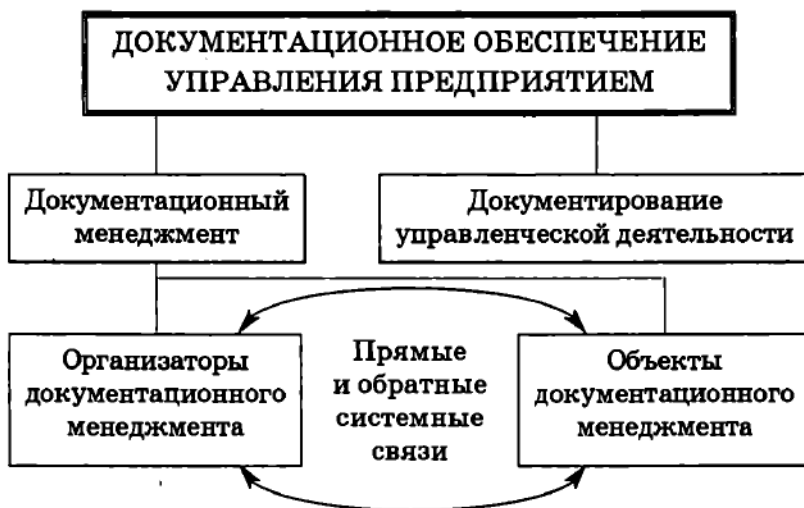 ДОКУМЕНТАЦИОННОЕ ОБЕСПЕЧЕНИЕ
УПРАВЛЕНИЯ ПРЕДПРИЯТИЕМ
Документационный
менеджмент
Документирование
управленческой деятельности
Организаторы
документационного
менеджмента
Прямые
и обратные
системные
связи
Объекты
документационного
менеджмента